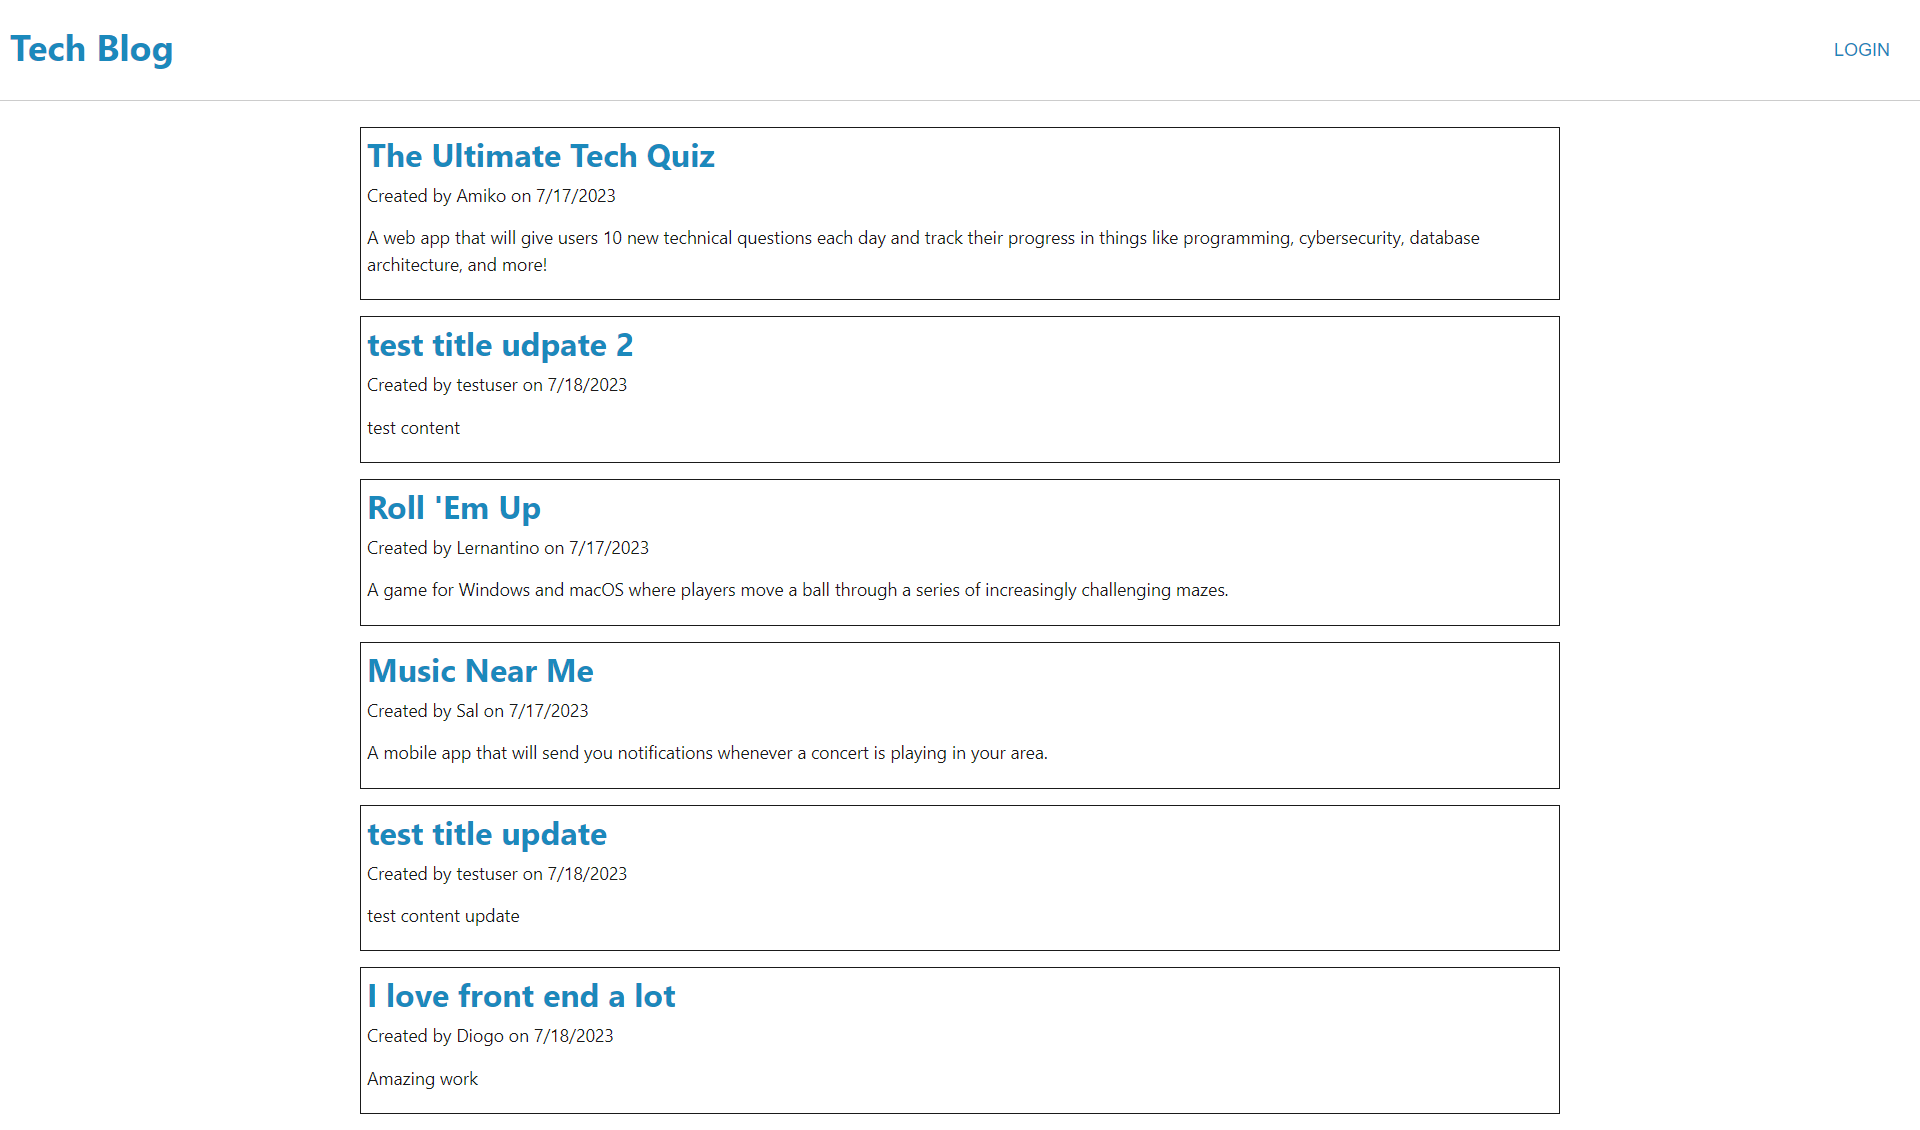 Tech Blog
LOGIN
The Ultimate Tech Quiz
Created by Amiko on 7/17/2023
A web app that will give users 10 new technical questions each day and track their progress in things like programming, cybersecurity, database
architecture, and more!
test title udpate 2
Created by testuser on 7/18/2023
test content
Roll 'Em Up
Created by Lernantino on 7/17/2023
A game for Windows and macOS where players move a ball through a series of increasingly challenging mazes.
Music Near Me
Created by Sal on 7/17/2023
A mobile app that will send you notifications whenever a concert is playing in your area.
test title update
Created by testuser on 7/18/2023
test content update
I love front end a lot
Created by Diogo on 7/18/2023
Amazing work